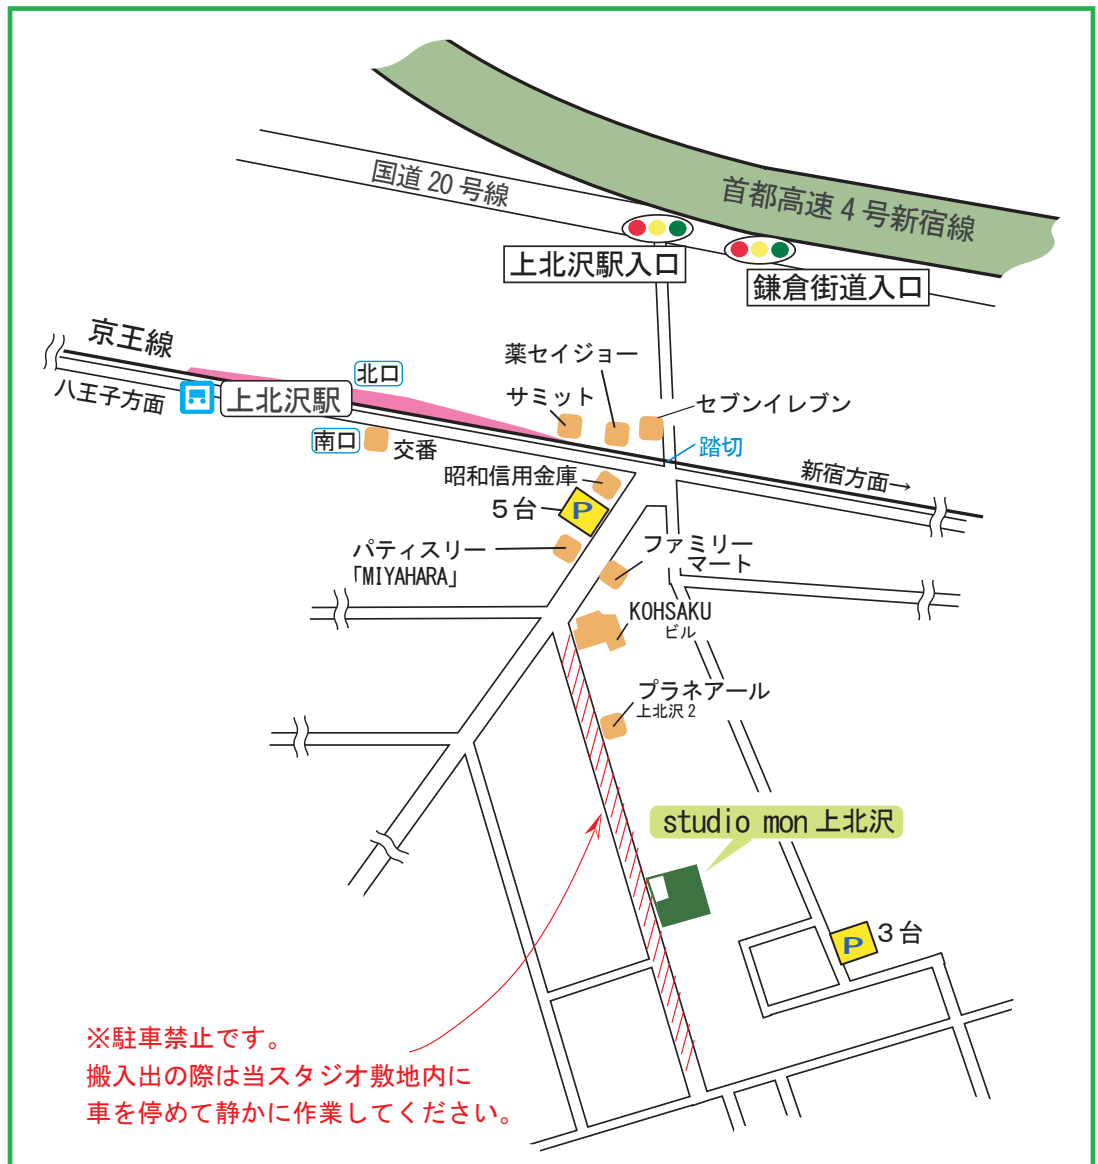 国道20号線
首都高速4号新宿線
上北沢駅入口
鎌倉街道入口
京王線
薬セイジョー
北口
サミット
八王子方面
上北沢駅
セブンイレブン
南口
交番
踏切
昭和信用金庫
新宿方面→
5台
P
パティスリー
「MIYAHARA」
ファミリー
マート
KOHSAKU
ビル
プラネアール
上北沢2
studio mon 上北沢
P
3台
※駐車禁止です。
搬入出の際は当スタジオ敷地内に
車を停めて静かに作業してください。